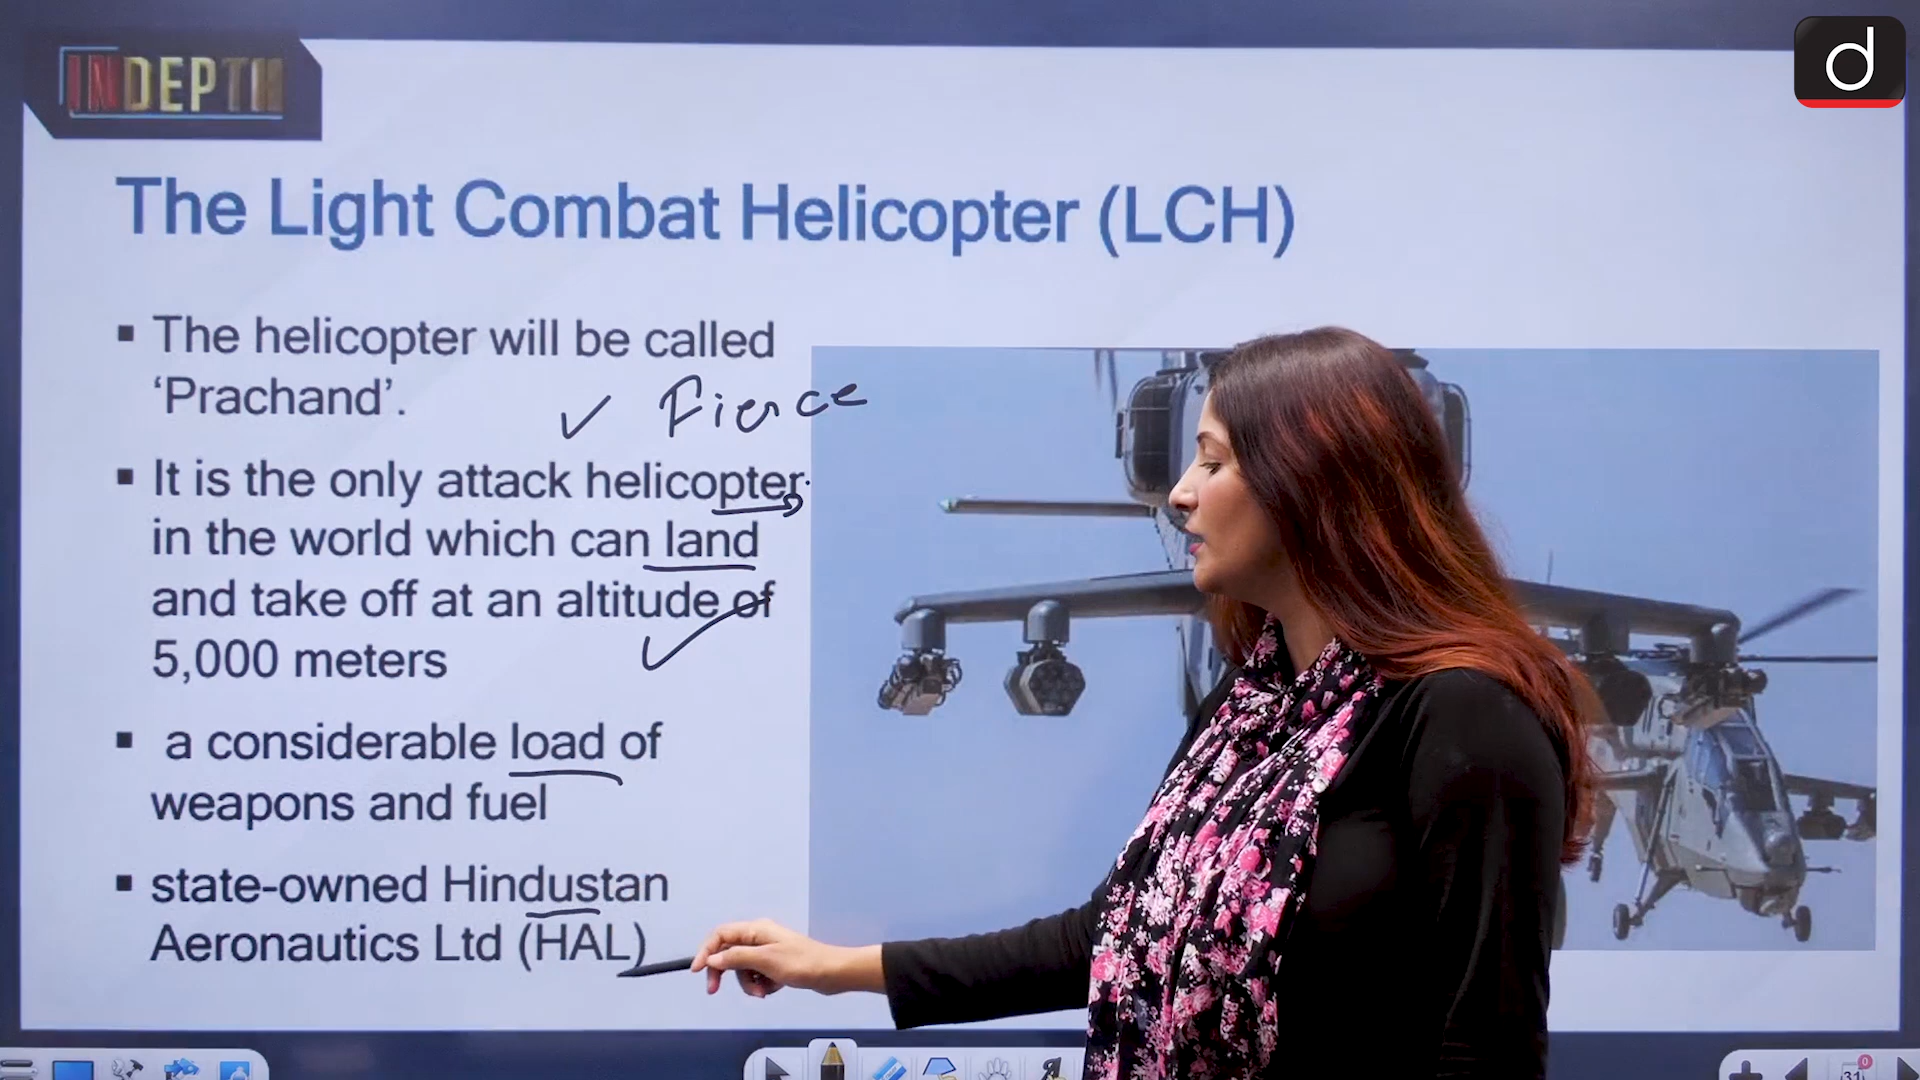 INDEPTH
d
The Light Combat Helicopter (LCH)
▪ The helicopter will be called
‘Prachand’.
✓ Fierce
▪ It is the only attack helicopter
in the world which can land
and take off at an altitude of
5,000 meters
▪ a considerable load of
weapons and fuel
▪ state-owned Hindustan
Aeronautics Ltd (HAL)
31
0